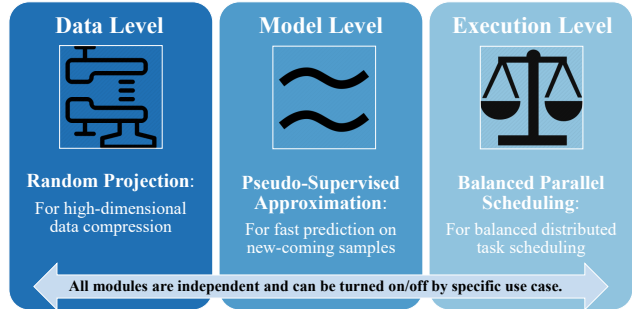 Data Level
Random Projection:
For high-dimensional
data compression
Model Level
Pseudo-Supervised
Approximation:
For fast prediction on
new-coming samples
Execution Level
Balanced Parallel
Scheduling:
For balanced distributed
task scheduling
All modules are independent and can be turned on/off by specific use case.